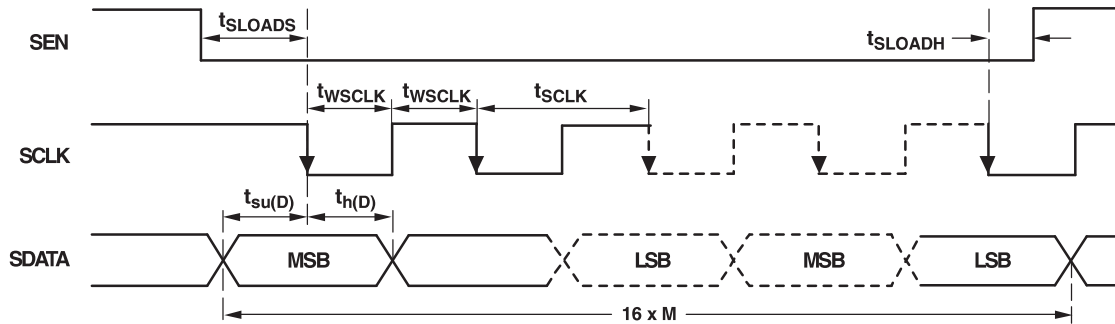 SEN
tSLOADS
tSLOADH
tWSCLK tWSCLK tSCLK
SCLK
tsu(D) th(D)
SDATA
MSB LSB MSB LSB
16 x M